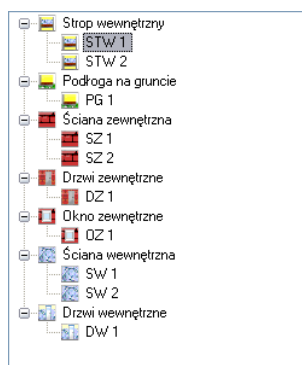 Strop wewnętrzny
STW 1
STW 2
Podłoga na gruncie
PG 1
Ściana zewnętrzna
SZ 1
SZ 2
Drzwi zewnętrzne
DZ 1
Okno zewnętrzne
OZ 1
Ściana wewnętrzna
SW 1
SW 2
Drzwi wewnętrzne
DW 1